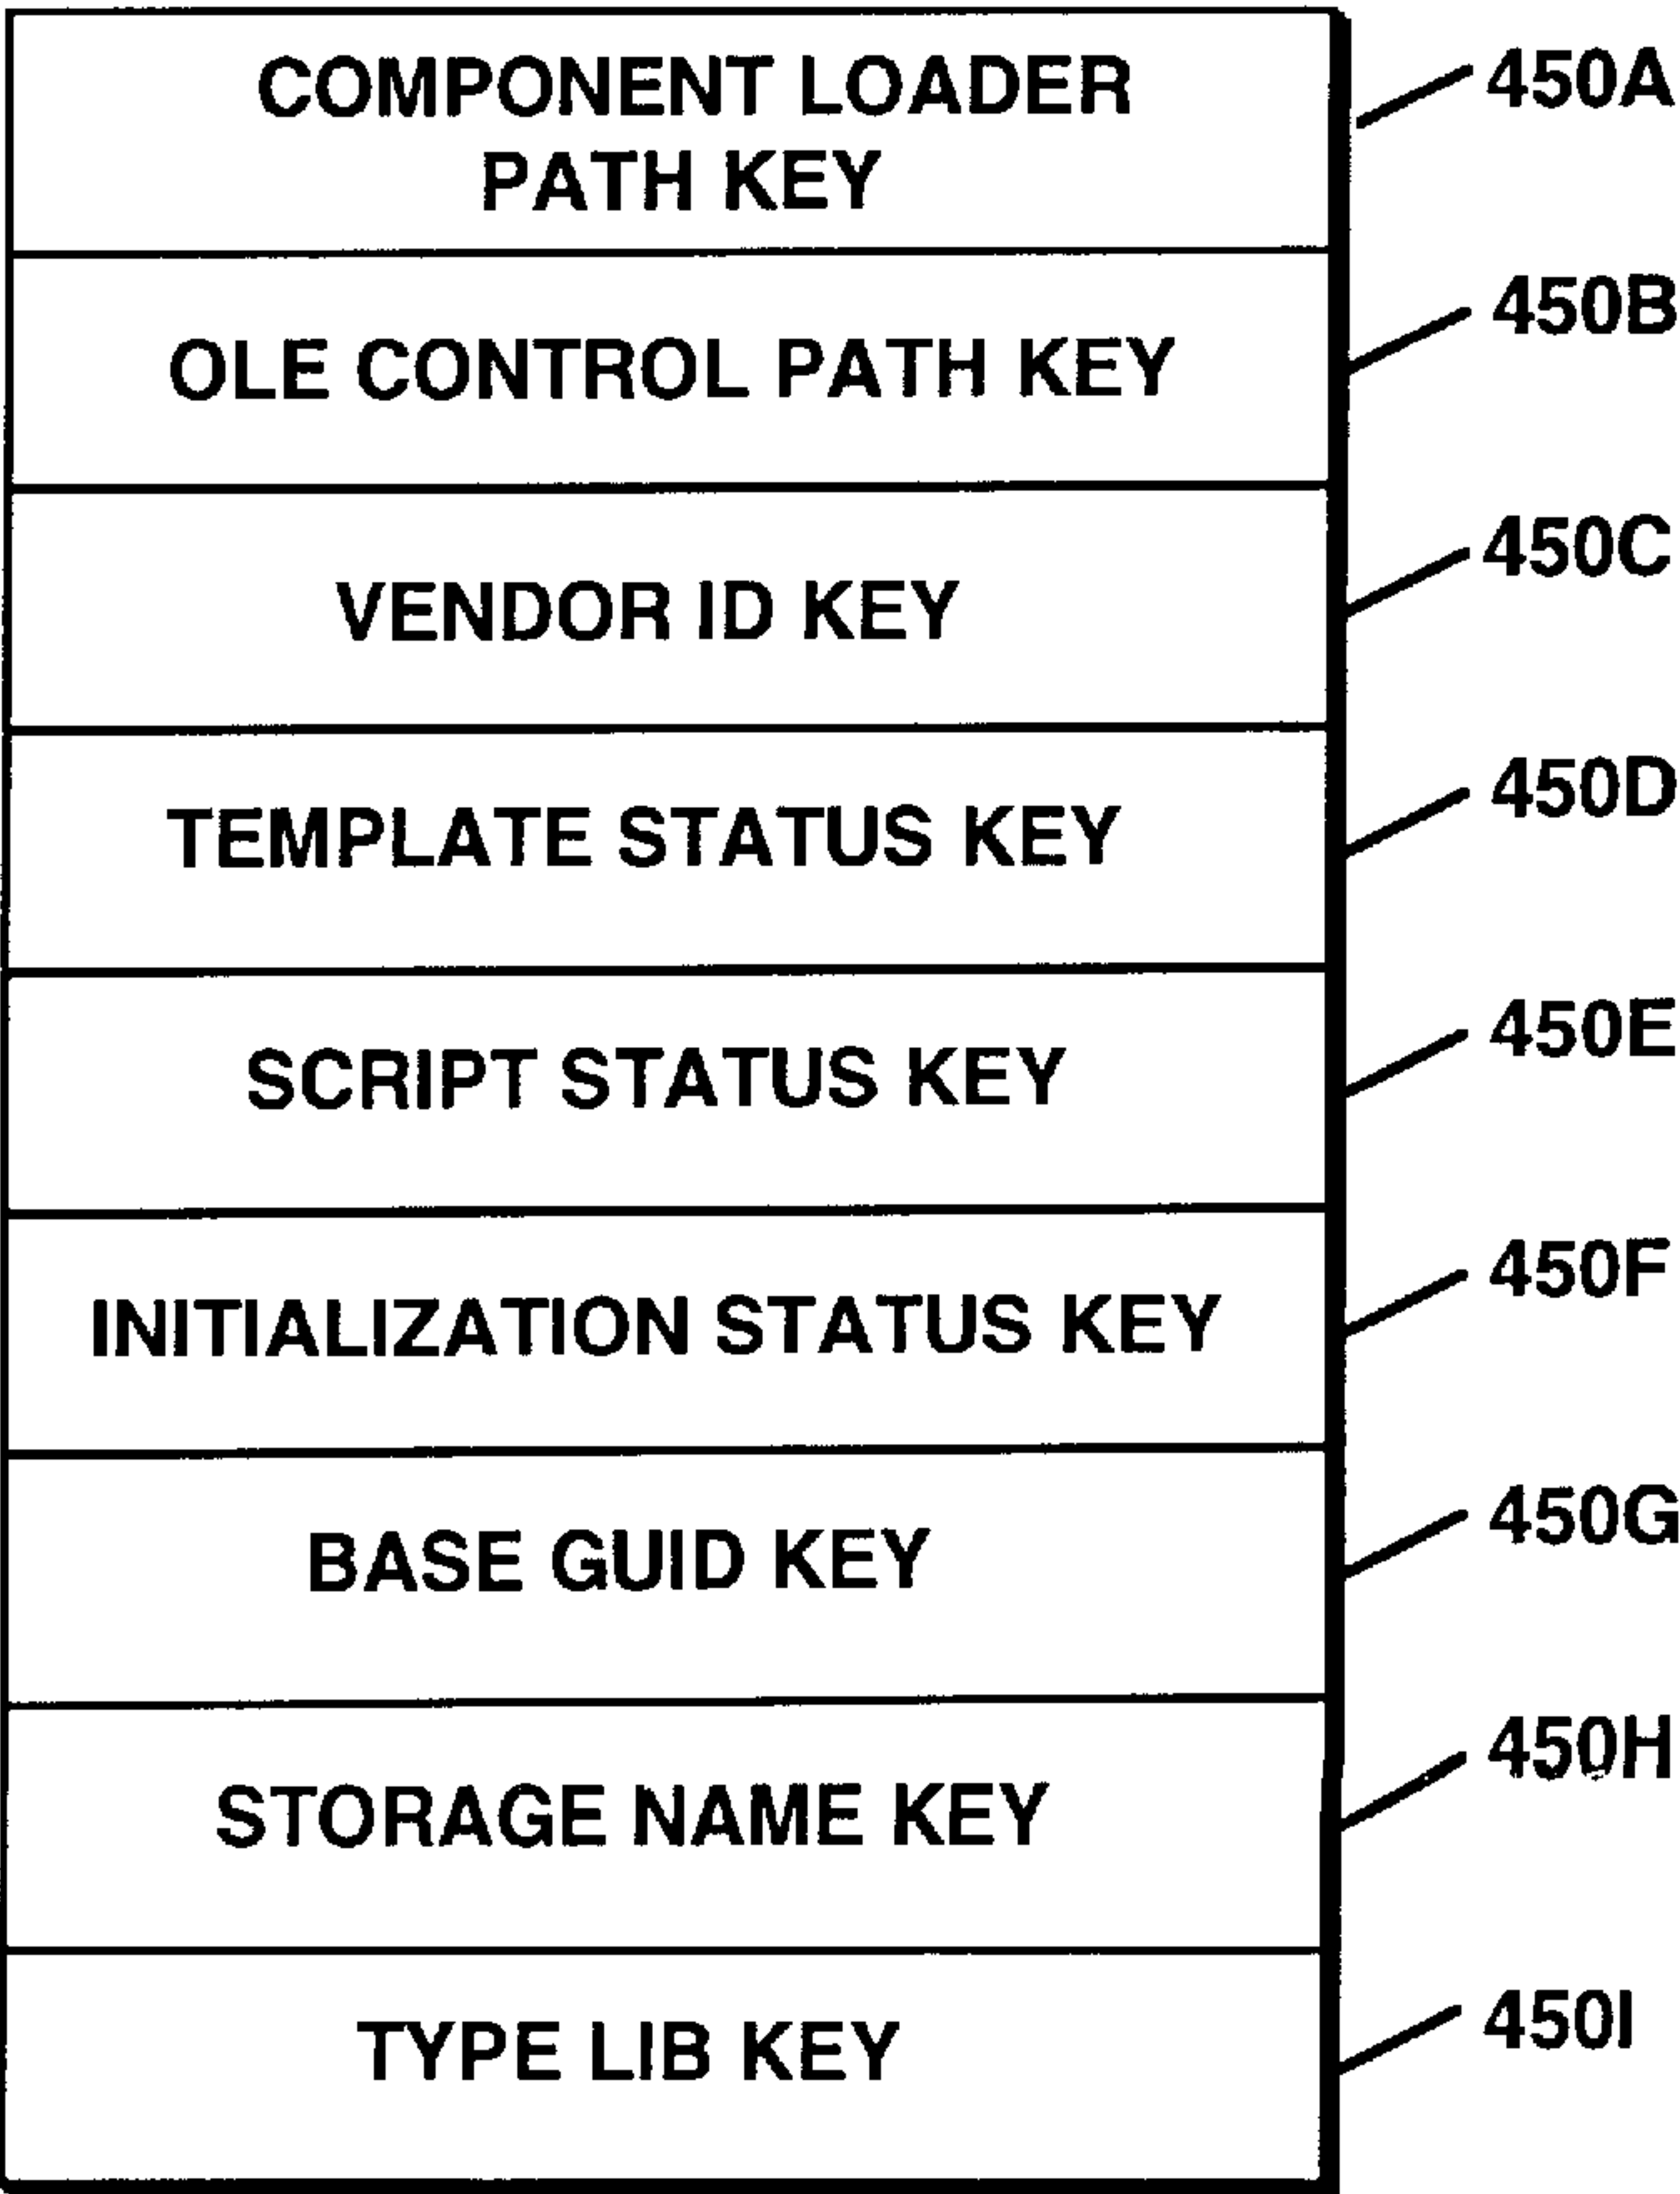 COMPONENT LOADER 450A
PATH KEY
OLE CONTROL PATH KEY 450B
VENDOR ID KEY 450C
TEMPLATE STATUS KEY 450D
SCRIPT STATUS KEY 450E
INITIALIZATION STATUS KEY 450F
BASE GUID KEY 450G
STORAGE NAME KEY 450H
TYPE LIB KEY 450I